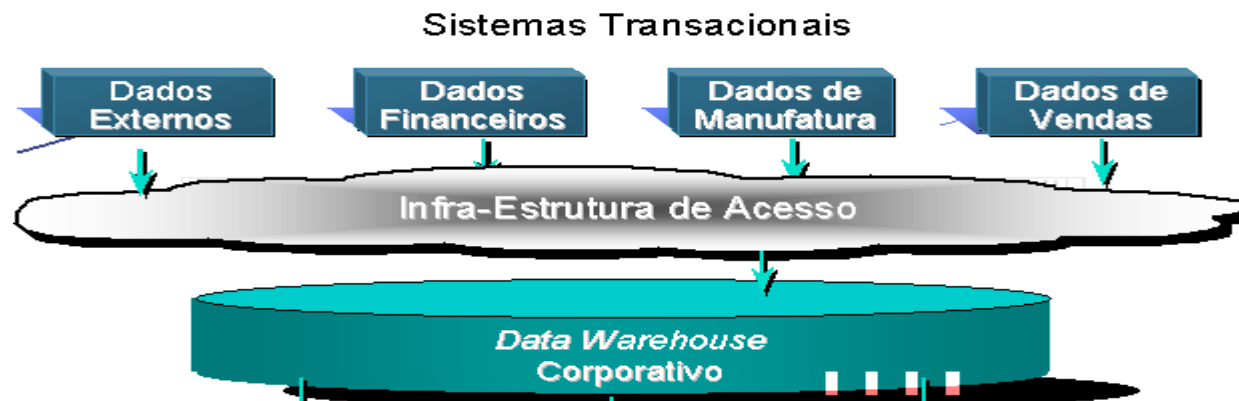 Sistemas Transacionais
Dados
Externos
Dados
Financeiros
Dados de
Manufatura
Dados de
Vendas
Infra-Estrutura de Acesso
Data Warehouse
Corporativo